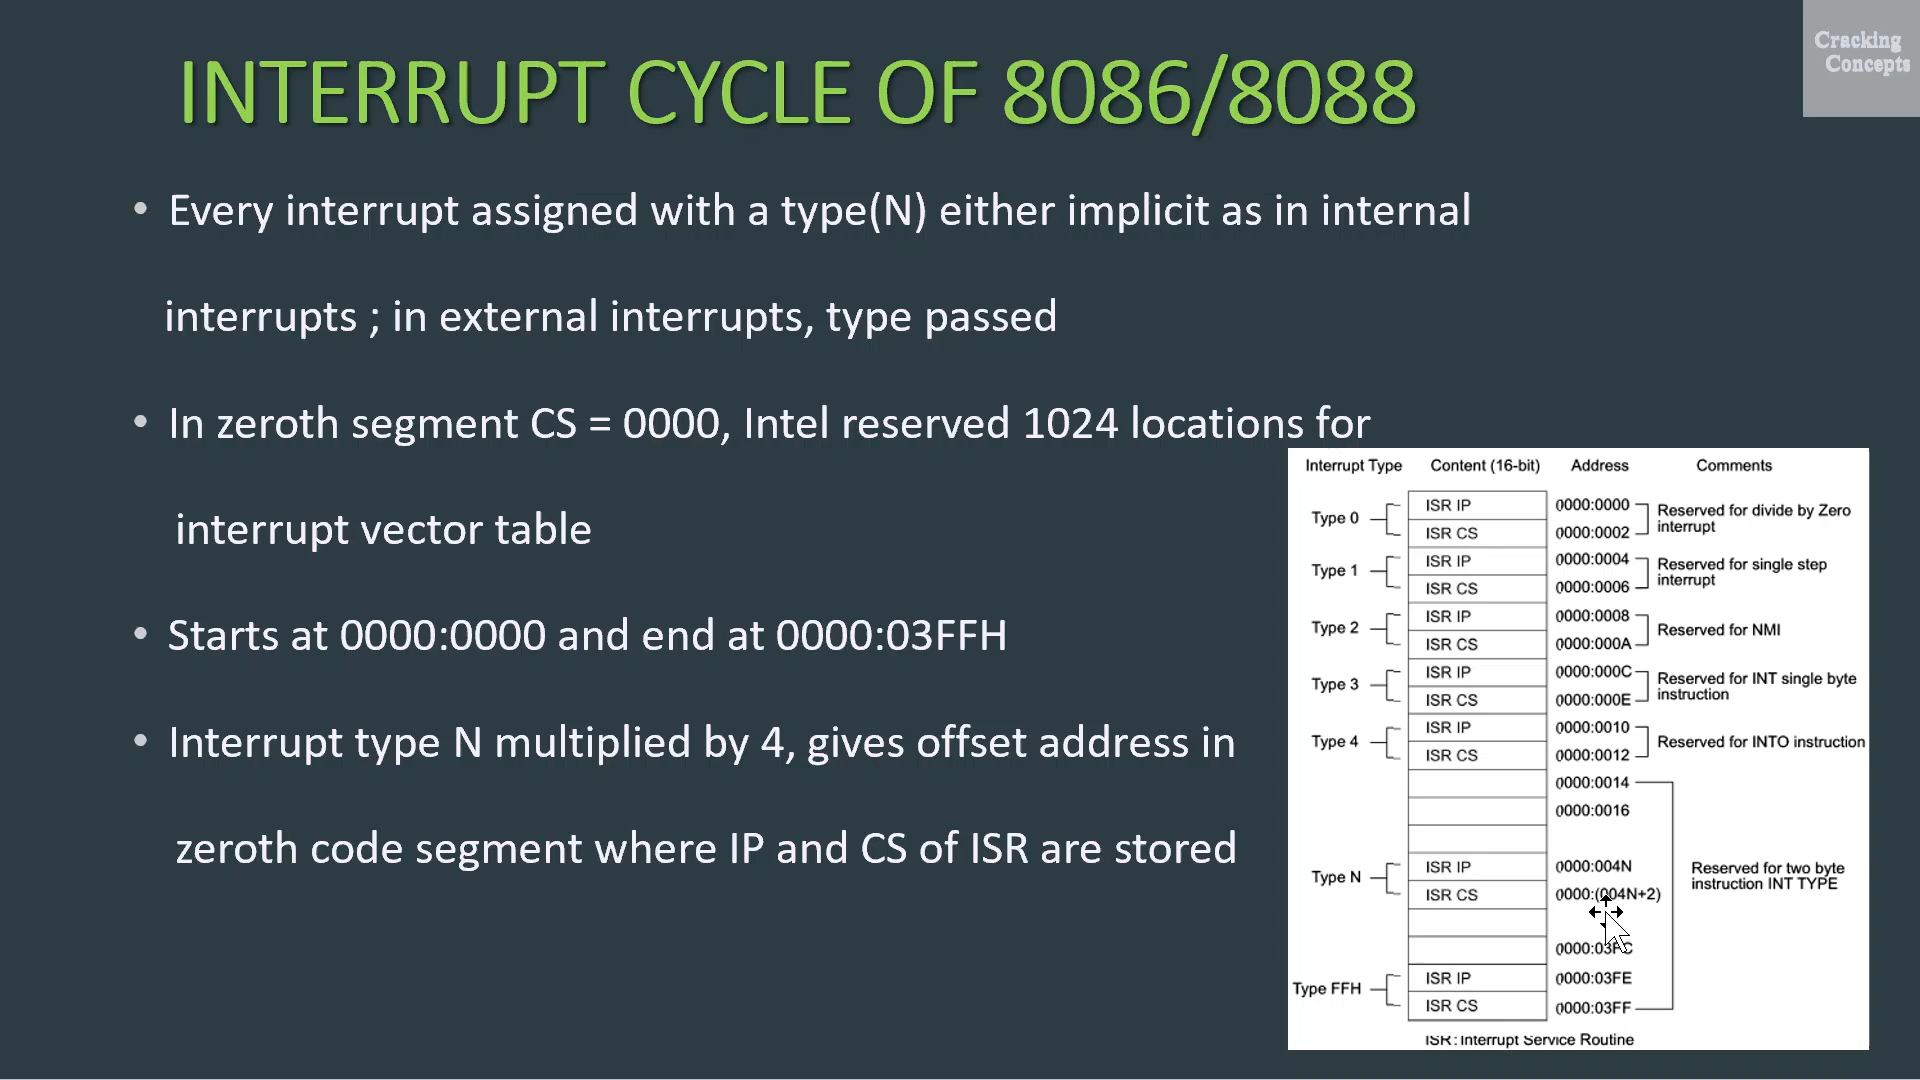 Cracking
Concepts
INTERRUPT CYCLE OF 8086/8088
• Every interrupt assigned with a type(N) either implicit as in internal
interrupts ; in external interrupts, type passed
• In zeroth segment CS = 0000, Intel reserved 1024 locations for
interrupt vector table
• Starts at 0000:0000 and end at 0000:03FFH
• Interrupt type N multiplied by 4, gives offset address in
zeroth code segment where IP and CS of ISR are stored
Interrupt Type Content (16-bit) Address Comments
Type 0
ISR IP 0000:0000
ISR CS 0000:0002
Reserved for divide by Zero
interrupt
Type 1
ISR IP 0000:0004
ISR CS 0000:0006
Reserved for single step
interrupt
Type 2
ISR IP 0000:0008
ISR CS 0000:000A
Reserved for NMI
Type 3
ISR IP 0000:000C
ISR CS 0000:000E
Reserved for INT single byte
instruction
Type 4
ISR IP 0000:0010
ISR CS 0000:0012
Reserved for INTO instruction
0000:0014
0000:0016
Type N
ISR IP 0000:004N
ISR CS 0000:(004N+2)
Reserved for two byte
instruction INT TYPE
0000:03FC
Type FFH
ISR IP 0000:03FE
ISR CS 0000:03FF
ISR : Interrupt Service Routine